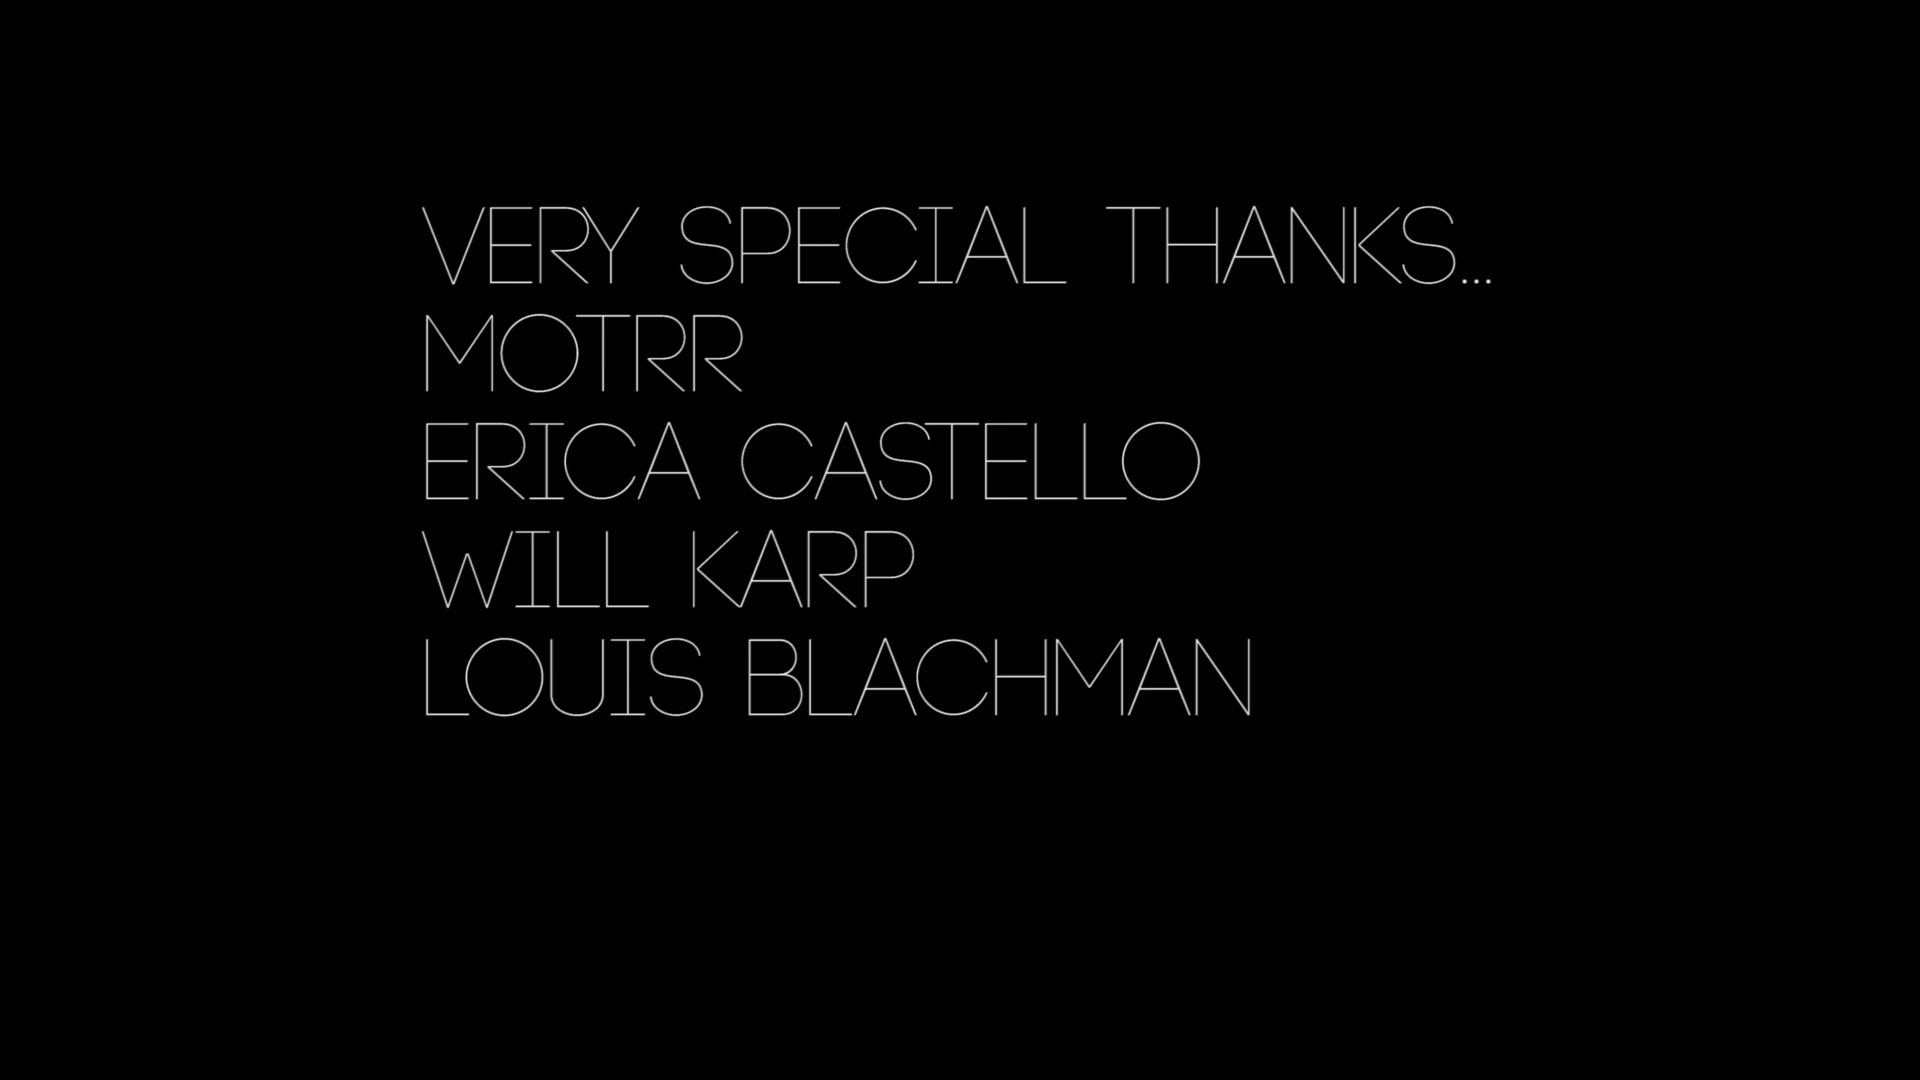 VERY SPECIAL THANKS...
MOTRR
ERICA CASTELLO
WILL KARP
LOUIS BLACHMAN